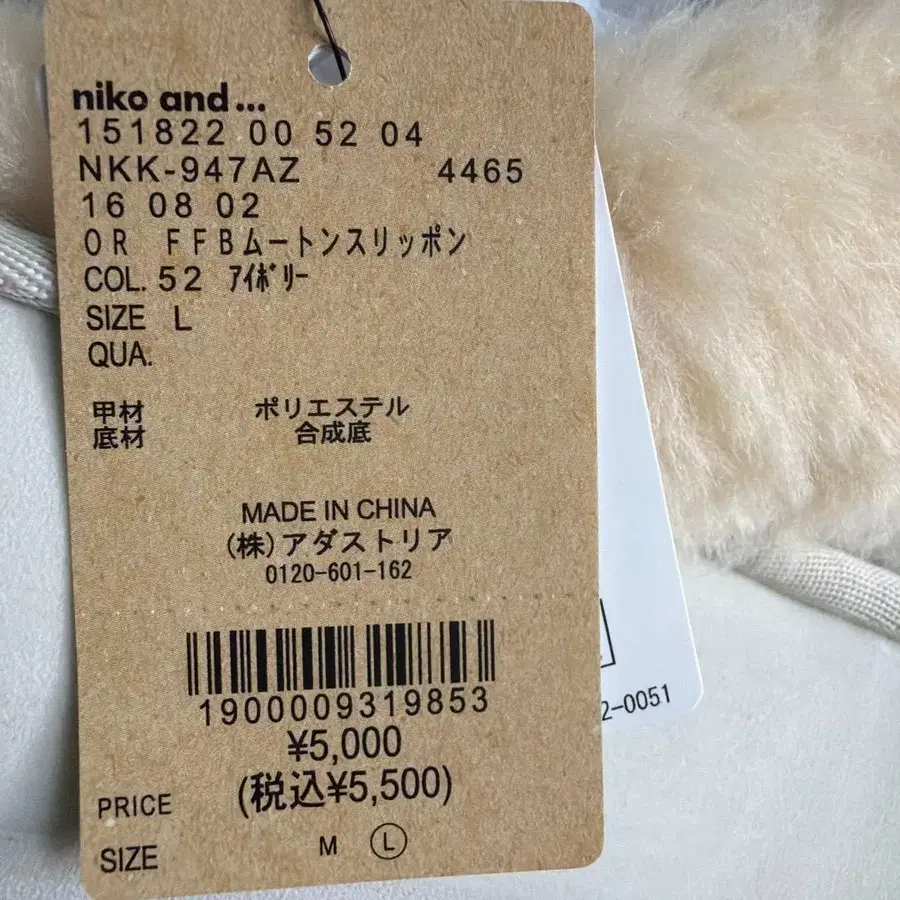 niko and ...
151822 00 52 04
NKK-947AZ 4465
16 08 02
OR FFBムートンスリッポン
COL. 52 ｱｲﾎﾞﾘｰ
SIZE L
QUA.
甲材 ポリエステル
底材 合成底
MADE IN CHINA
(株)アダストリア
0120-601-162
1900009319853
¥5,000
(税込¥5,500)
PRICE
SIZE M L
2-0051